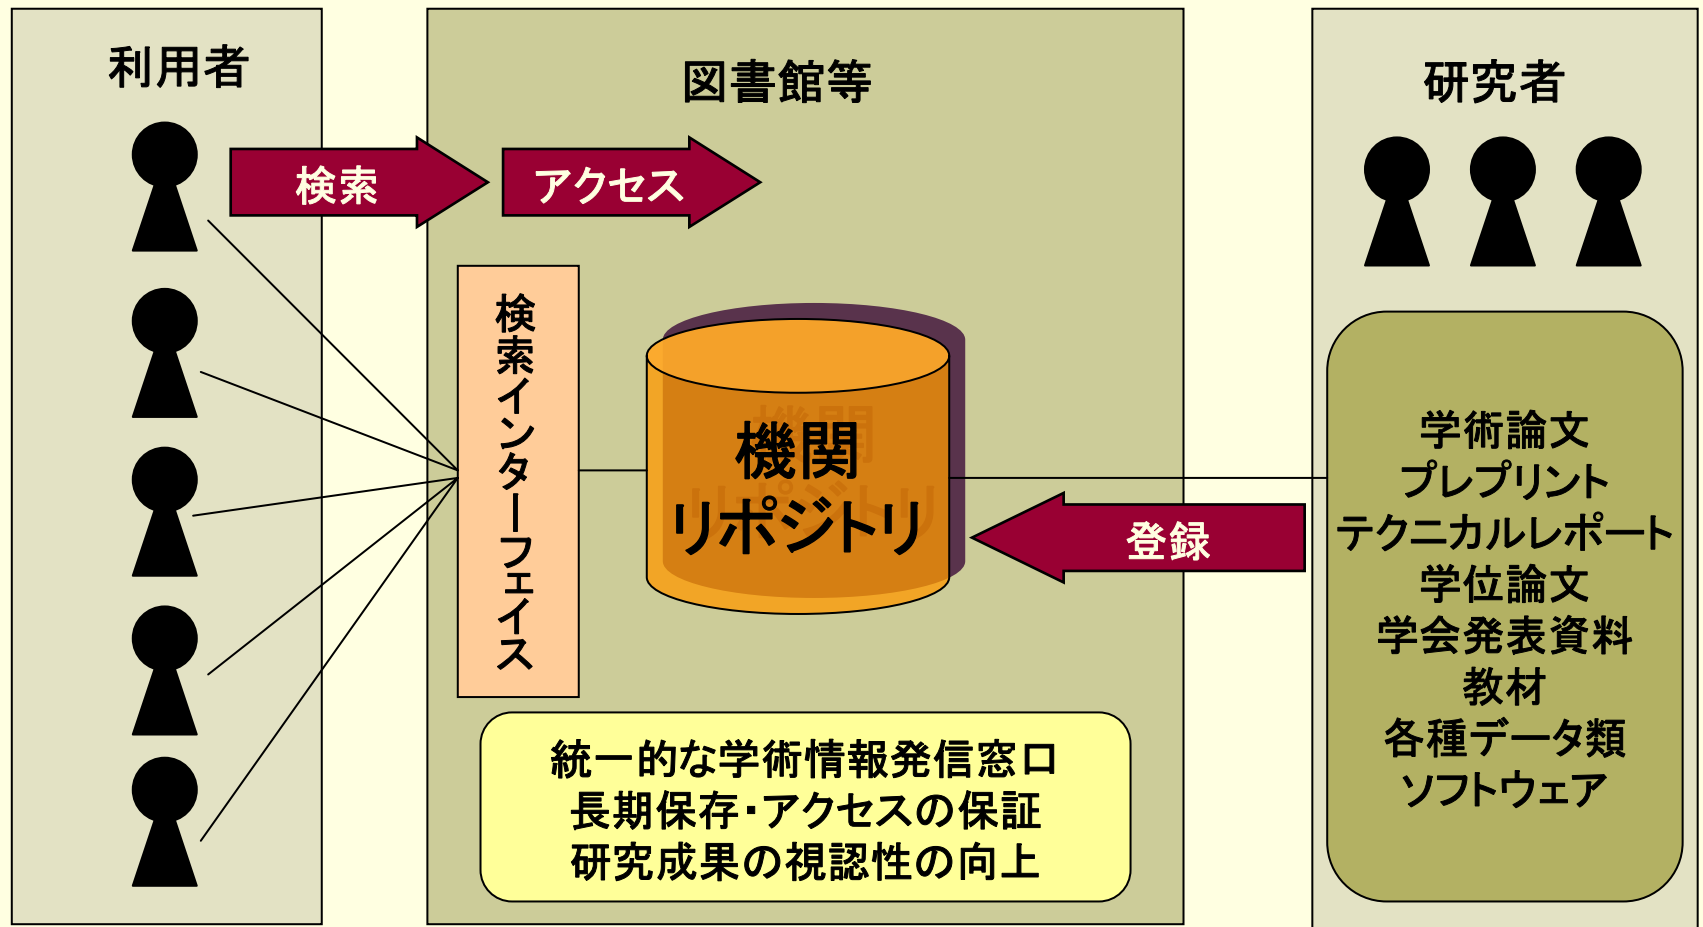 利用者
検索
図書館等
アクセス
検索インターフェイス
機関
リポジトリ
統一的な学術情報発信窓口
長期保存・アクセスの保証
研究成果の視認性の向上
登録
研究者
学術論文
プレプリント
テクニカルレポート
学位論文
学会発表資料
教材
各種データ類
ソフトウェア